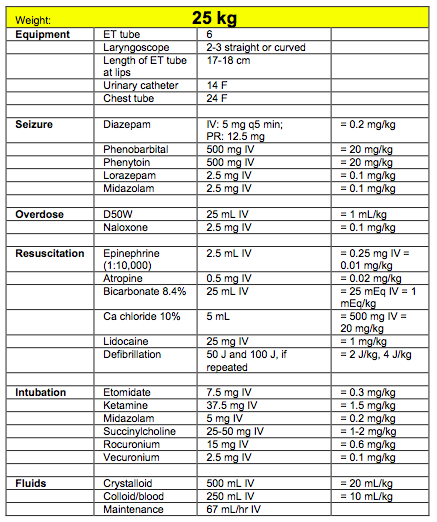 Weight: 25 kg
Equipment ET tube 6
Laryngoscope 2-3 straight or curved
Length of ET tube at lips 17-18 cm
Urinary catheter 14 F
Chest tube 24 F
Seizure Diazepam IV: 5 mg q5 min; PR: 12.5 mg = 0.2 mg/kg
Phenobarbital 500 mg IV = 20 mg/kg
Phenytoin 500 mg IV = 20 mg/kg
Lorazepam 2.5 mg IV = 0.1 mg/kg
Midazolam 2.5 mg IV = 0.1 mg/kg
Overdose D50W 25 mL IV = 1 mL/kg
Naloxone 2.5 mg IV = 0.1 mg/kg
Resuscitation Epinephrine (1:10,000) 2.5 mL IV = 0.25 mg IV = 0.01 mg/kg
Atropine 0.5 mg IV = 0.02 mg/kg
Bicarbonate 8.4% 25 mL IV = 25 mEq IV = 1 mEq/kg
Ca chloride 10% 5 mL = 500 mg IV = 20 mg/kg
Lidocaine 25 mg IV = 1 mg/kg
Defibrillation 50 J and 100 J, if repeated = 2 J/kg, 4 J/kg
Intubation Etomidate 7.5 mg IV = 0.3 mg/kg
Ketamine 37.5 mg IV = 1.5 mg/kg
Midazolam 5 mg IV = 0.2 mg/kg
Succinylcholine 25-50 mg IV = 1-2 mg/kg
Rocuronium 15 mg IV = 0.6 mg/kg
Vecuronium 2.5 mg IV = 0.1 mg/kg
Fluids Crystalloid 500 mL IV = 20 mL/kg
Colloid/blood 250 mL IV = 10 mL/kg
Maintenance 67 mL/hr IV